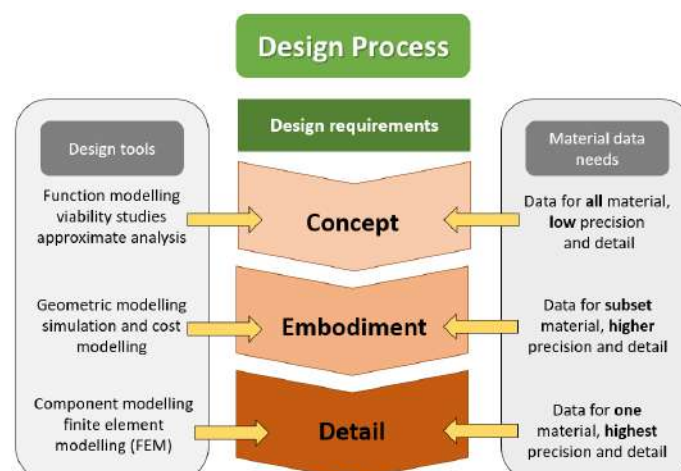 Design Process
Design requirements
Design tools
Function modelling
viability studies
approximate analysis
Geometric modelling
simulation and cost
modelling
Component modelling
finite element
modelling (FEM)
Concept
Embodiment
Detail
Material data
needs
Data for all material,
low precision
and detail
Data for subset
material, higher
precision and detail
Data for one
material, highest
precision and detail